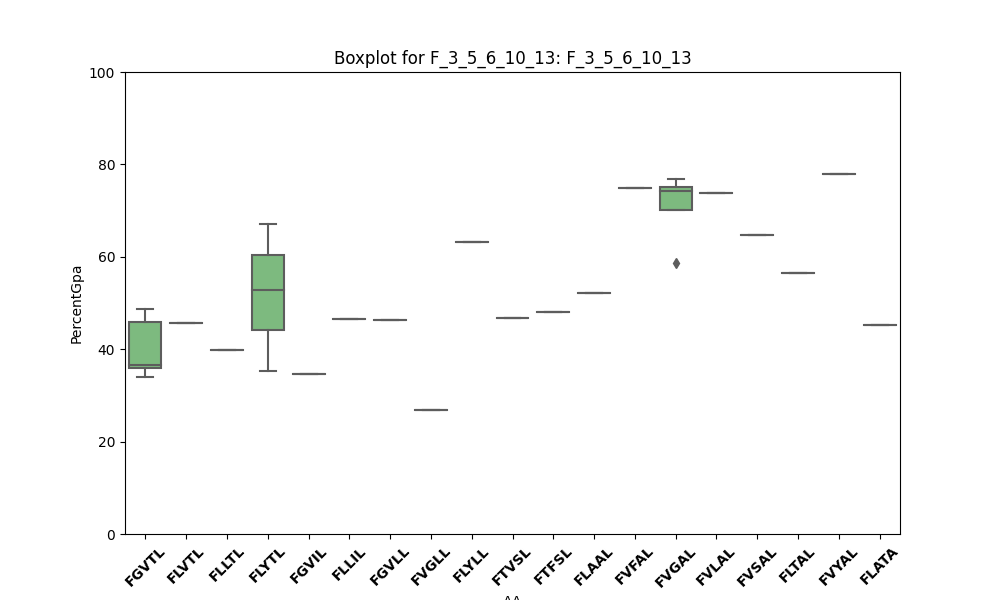 Boxplot for F_3_5_6_10_13: F_3_5_6_10_13
100
80
60
40
20
0
PercentGpa
FGVTL
FLVTL
FLLTL
FLYTL
FGVIL
FLLIL
FGVLL
FVGLL
FLYLL
FTVSL
FTFSL
FLAAL
FVFAL
FVGAL
FVLAL
FVSAL
FLTAL
FVYAL
FLATA